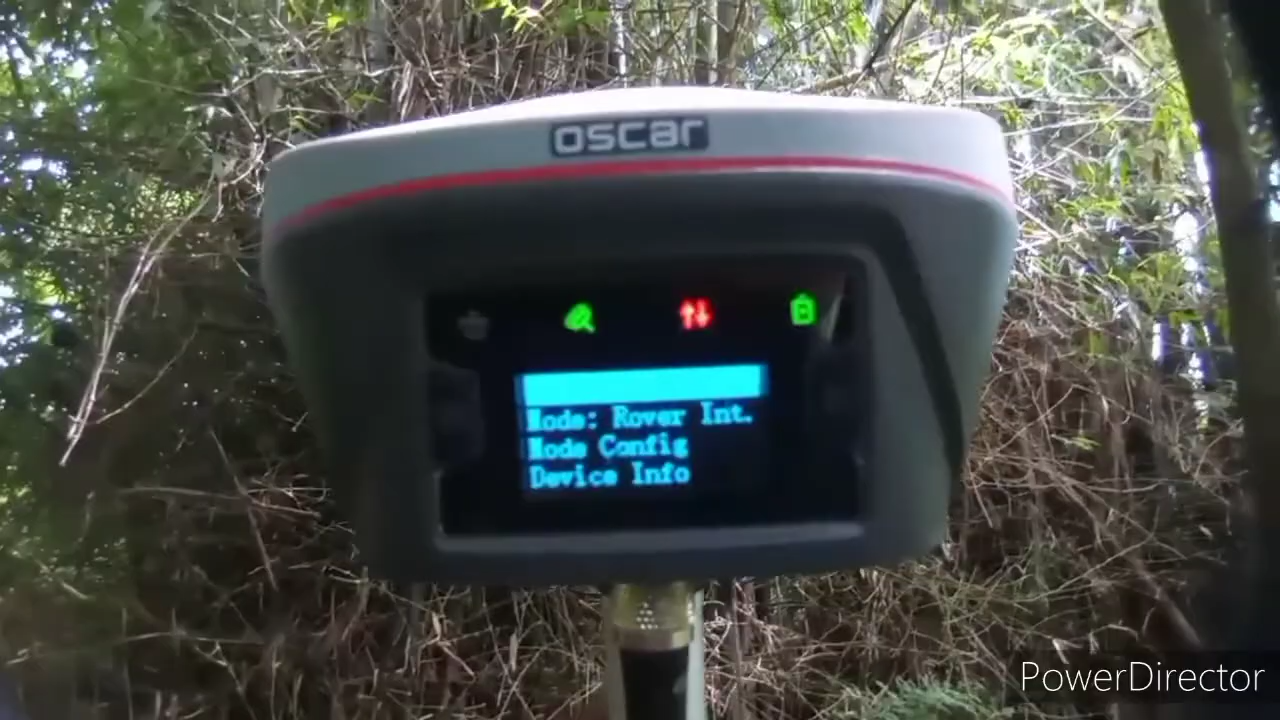 oscar
Mode: Rover Int.
Mode Config
Device Info
PowerDirector